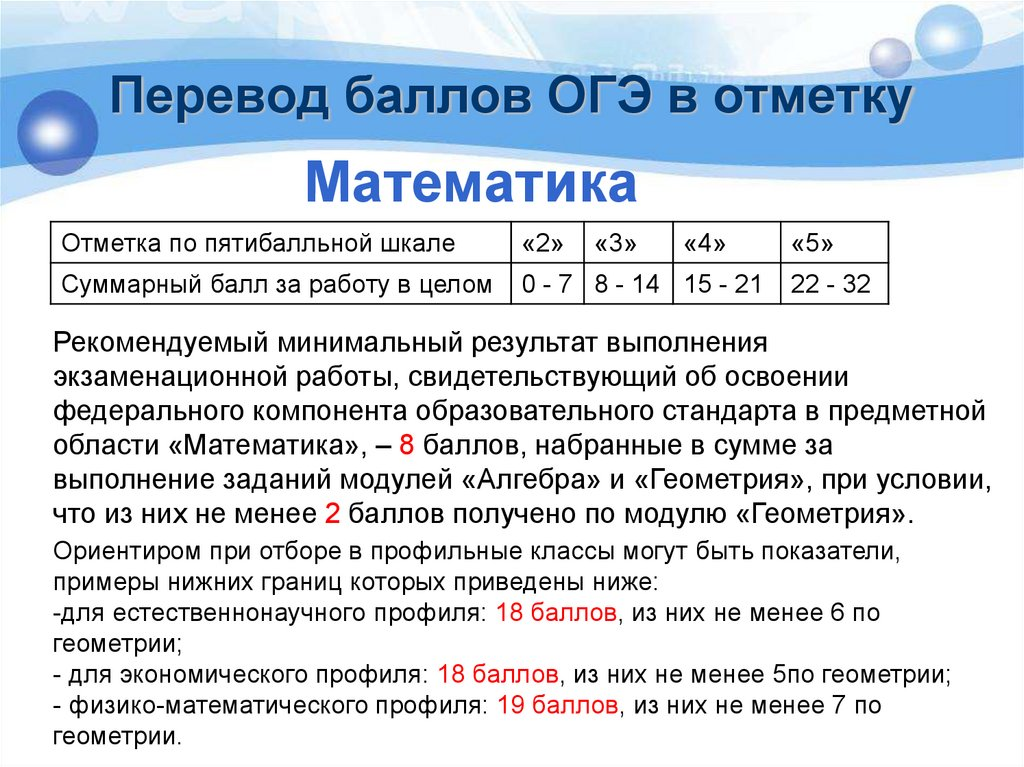 Перевод баллов ОГЭ в отметку
Математика
Отметка по пятибалльной шкале «2» «3» «4» «5»
Суммарный балл за работу в целом 0 - 7 8 - 14 15 - 21 22 - 32
Рекомендуемый минимальный результат выполнения
экзаменационной работы, свидетельствующий об освоении
федерального компонента образовательного стандарта в предметной
области «Математика», – 8 баллов, набранные в сумме за
выполнение заданий модулей «Алгебра» и «Геометрия», при условии,
что из них не менее 2 баллов получено по модулю «Геометрия».
Ориентиром при отборе в профильные классы могут быть показатели,
примеры нижних границ которых приведены ниже:
-для естественнонаучного профиля: 18 баллов, из них не менее 6 по
геометрии;
- для экономического профиля: 18 баллов, из них не менее 5по геометрии;
- физико-математического профиля: 19 баллов, из них не менее 7 по
геометрии.